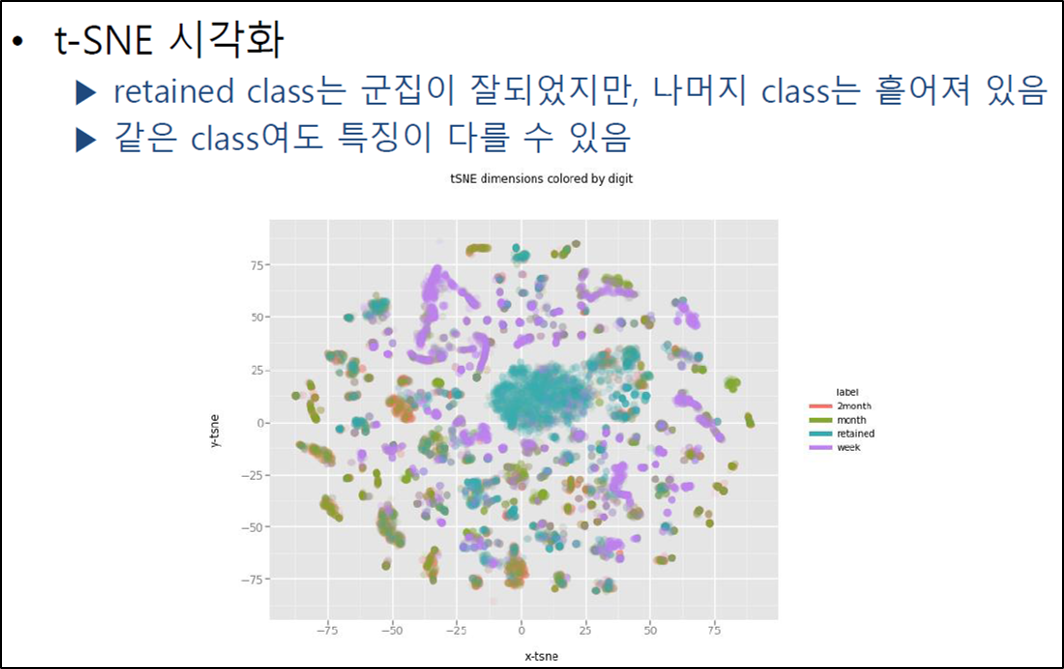 • t-SNE 시각화
▶ retained class는 군집이 잘되었지만, 나머지 class는 흩어져 있음
▶ 같은 class여도 특징이 다를 수 있음
tSNE dimensions colored by digit
75
50
25
0
−25
−50
−75
y-tsne
−75 −50 −25 0 25 50 75
x-tsne
label
2month
month
retained
week